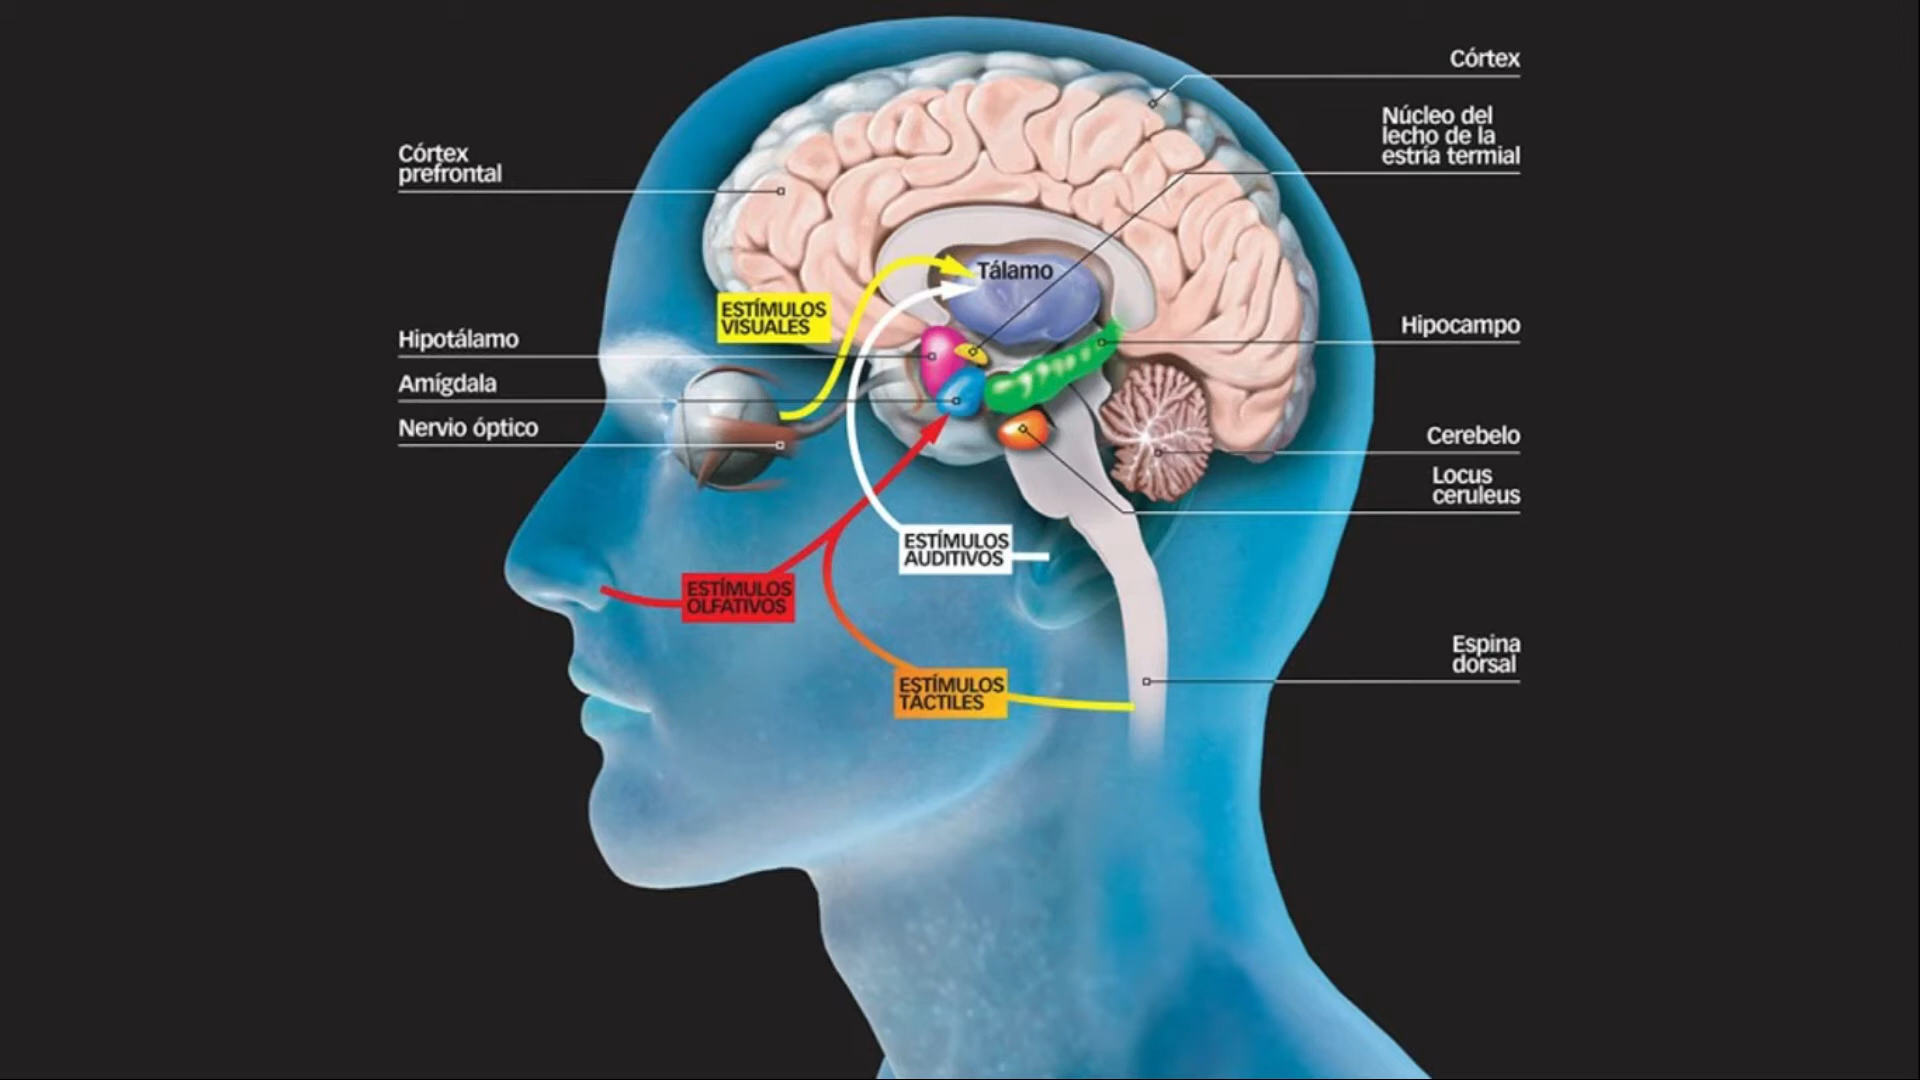 Córtex
prefrontal
Hipotálamo
Amígdala
Nervio óptico
ESTÍMULOS
VISUALES
Tálamo
ESTÍMULOS
AUDITIVOS
ESTÍMULOS
OLFATIVOS
ESTÍMULOS
TÁCTILES
Córtex
Núcleo del
lecho de la
estría termial
Hipocampo
Cerebelo
Locus
ceruleus
Espina
dorsal